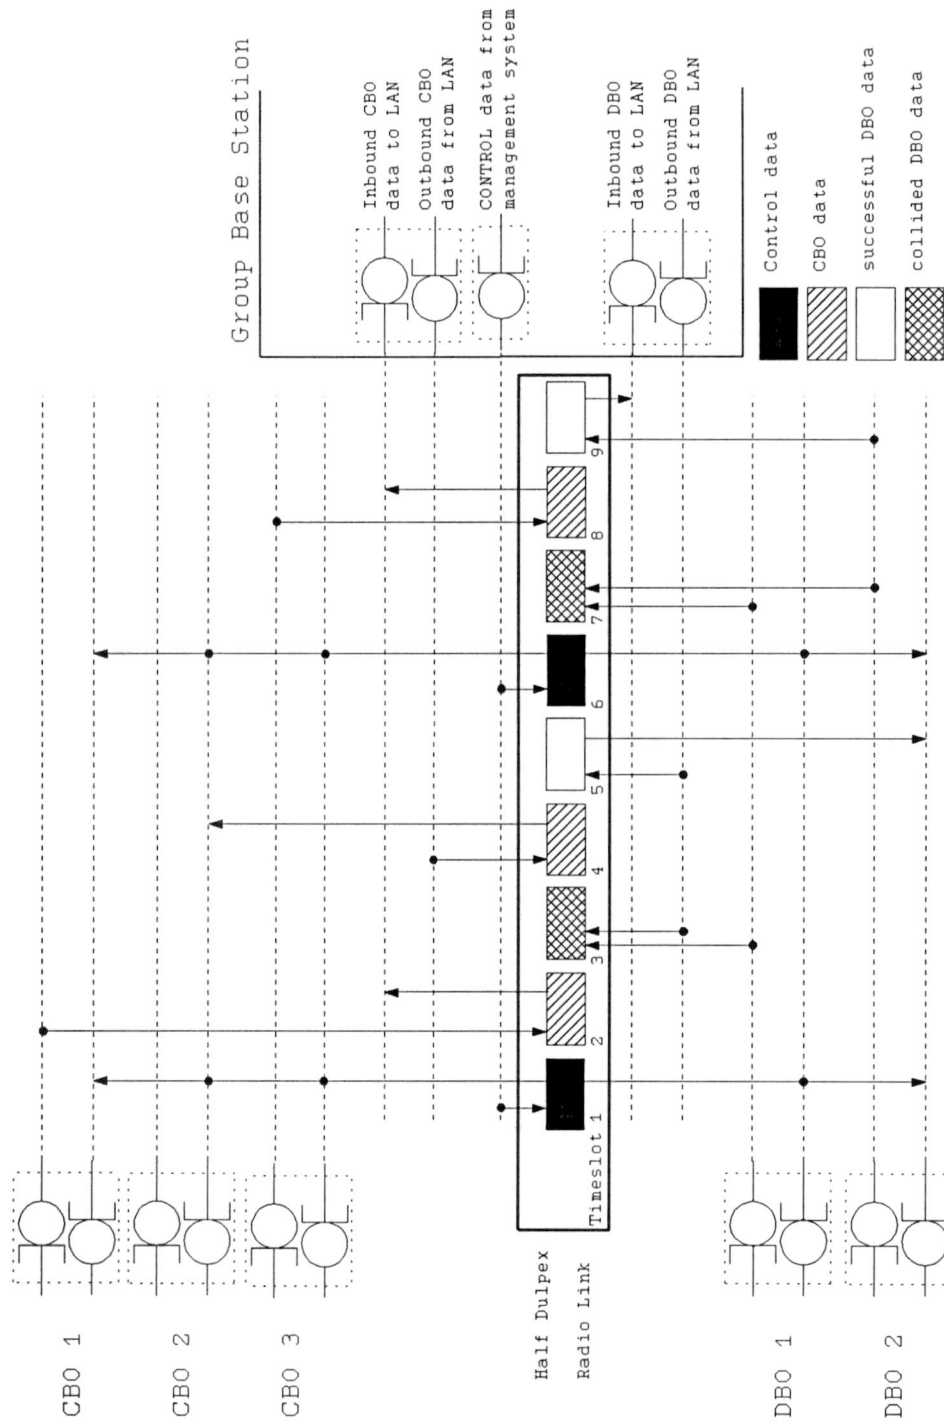 Group Base Station
Inbound CBO
data to LAN
Outbound CBO
data from LAN
CONTROL data from
management system
Inbound DBO
data to LAN
Outbound DBO
data from LAN
CBO 1
CBO 2
CBO 3
Half Dulpex
Radio Link
Timeslot 1
2
3
4
5
6
7
8
9
DBO 1
DBO 2
Control data
CBO data
successful DBO data
collided DBO data